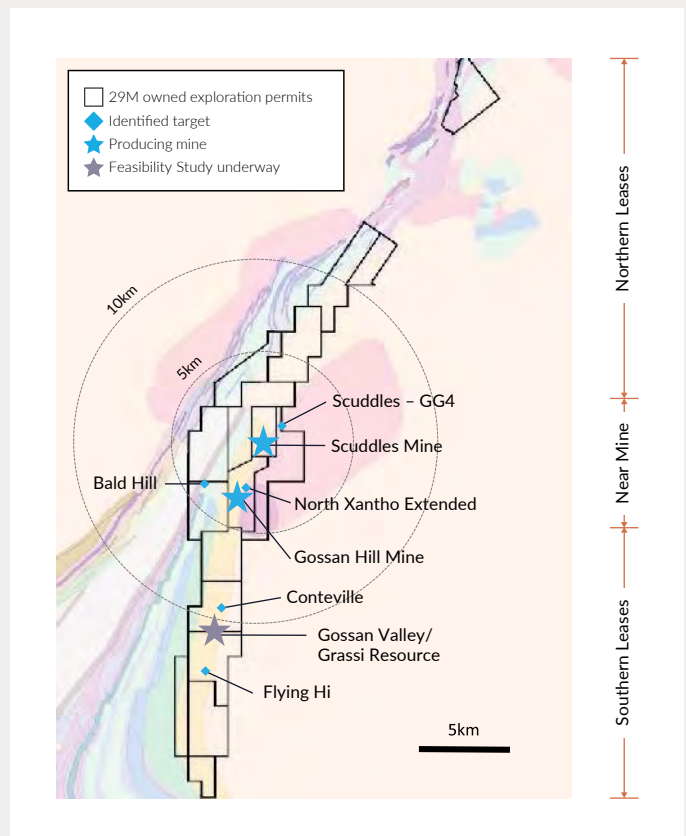 29M owned exploration permits
Identified target
Producing mine
Feasibility Study underway
10km
5km
Scuddles – GG4
Scuddles Mine
Bald Hill
North Xantho Extended
Gossan Hill Mine
Conteville
Gossan Valley/
Grassi Resource
Flying Hi
5km
Northern Leases
Near Mine
Southern Leases